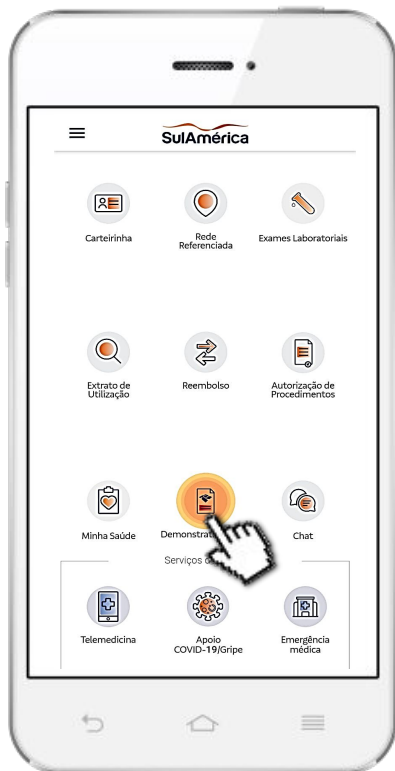 SulAmérica
Carteirinha
Rede
Referenciada
Exames Laboratoriais
Extrato de
Utilização
Reembolso
Autorização de
Procedimentos
Minha Saúde
Chat
Serviços
Telemedicina
Apoio
COVID-19/Gripe
Emergência
médica